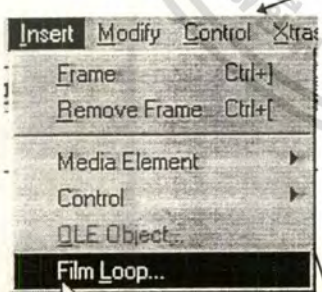 Insert Modify Control Xtras
Frame Ctrl+]
Remove Frame Ctrl+[
Media Element
Control
OLE Object...
Film Loop...